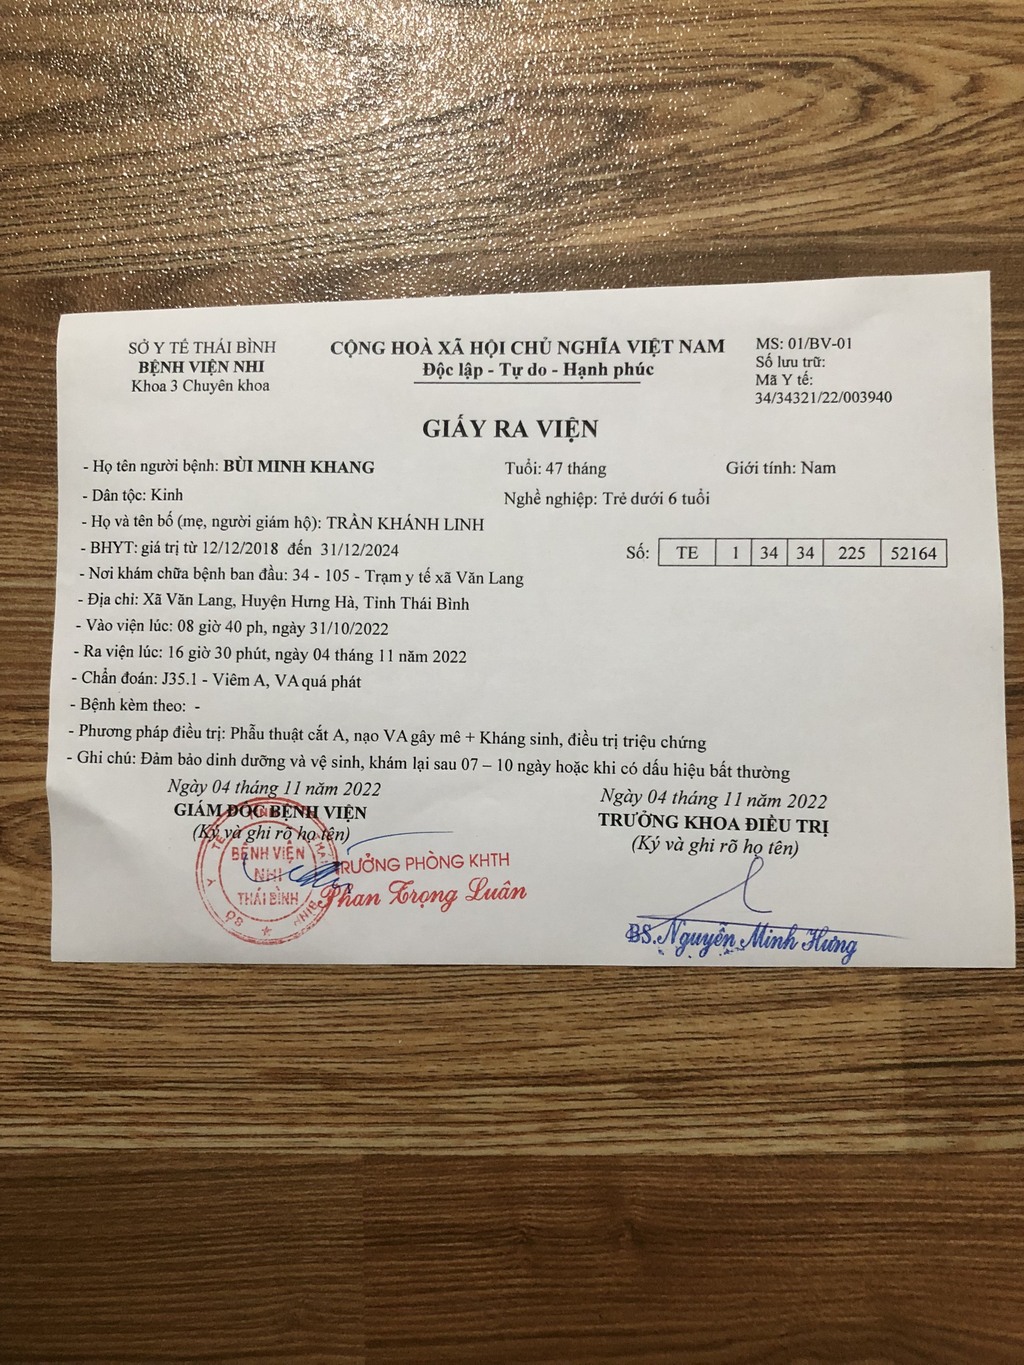 SỞ Y TẾ THÁI BÌNH
BỆNH VIỆN NHI
Khoa 3 Chuyên khoa
CỘNG HOÀ XÃ HỘI CHỦ NGHĨA VIỆT NAM
Độc lập - Tự do - Hạnh phúc
MS: 01/BV-01
Số lưu trữ:
Mã Y tế:
34/34321/22/003940
GIẤY RA VIỆN
- Họ tên người bệnh: BÙI MINH KHANG Tuổi: 47 tháng Giới tính: Nam
- Dân tộc: Kinh Nghề nghiệp: Trẻ dưới 6 tuổi
- Họ và tên bố (mẹ, người giám hộ): TRẦN KHÁNH LINH
- BHYT: giá trị từ 12/12/2018 đến 31/12/2024 Số: TE 1 34 34 225 52164
- Nơi khám chữa bệnh ban đầu: 34 - 105 - Trạm y tế xã Văn Lang
- Địa chỉ: Xã Văn Lang, Huyện Hưng Hà, Tỉnh Thái Bình
- Vào viện lúc: 08 giờ 40 ph, ngày 31/10/2022
- Ra viện lúc: 16 giờ 30 phút, ngày 04 tháng 11 năm 2022
- Chẩn đoán: J35.1 - Viêm A, VA quá phát
- Bệnh kèm theo: -
- Phương pháp điều trị: Phẫu thuật cắt A, nạo VA gây mê + Kháng sinh, điều trị triệu chứng
- Ghi chú: Đảm bảo dinh dưỡng và vệ sinh, khám lại sau 07 – 10 ngày hoặc khi có dấu hiệu bất thường
Ngày 04 tháng 11 năm 2022
GIÁM ĐỐC BỆNH VIỆN
(Ký và ghi rõ họ tên)
BỆNH VIỆN
NHI
THÁI BÌNH
TRƯỞNG PHÒNG KHTH
Phan Trọng Luân
Ngày 04 tháng 11 năm 2022
TRƯỞNG KHOA ĐIỀU TRỊ
(Ký và ghi rõ họ tên)
BS. Nguyễn Minh Hưng